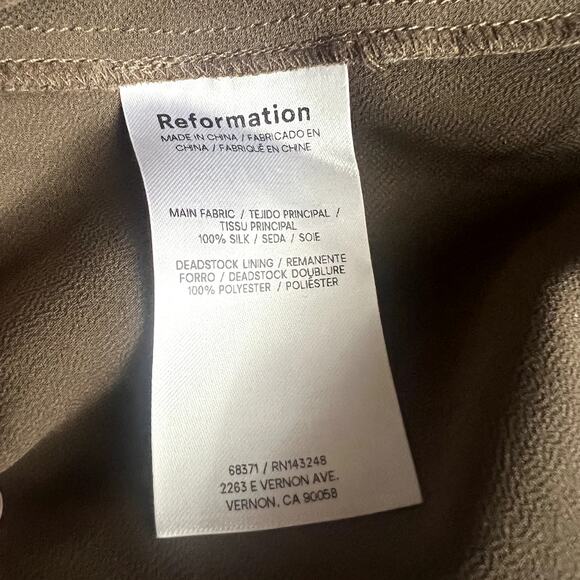 Reformation
MADE IN CHINA / FABRICADO EN
CHINA / FABRIQUÉ EN CHINE
MAIN FABRIC / TEJIDO PRINCIPAL /
TISSU PRINCIPAL
100% SILK / SEDA / SOIE
DEADSTOCK LINING / REMANENTE
FORRO / DEADSTOCK DOUBLURE
100% POLYESTER / POLIÉSTER
68371 / RN143248
2263 E VERNON AVE.
VERNON, CA 90058